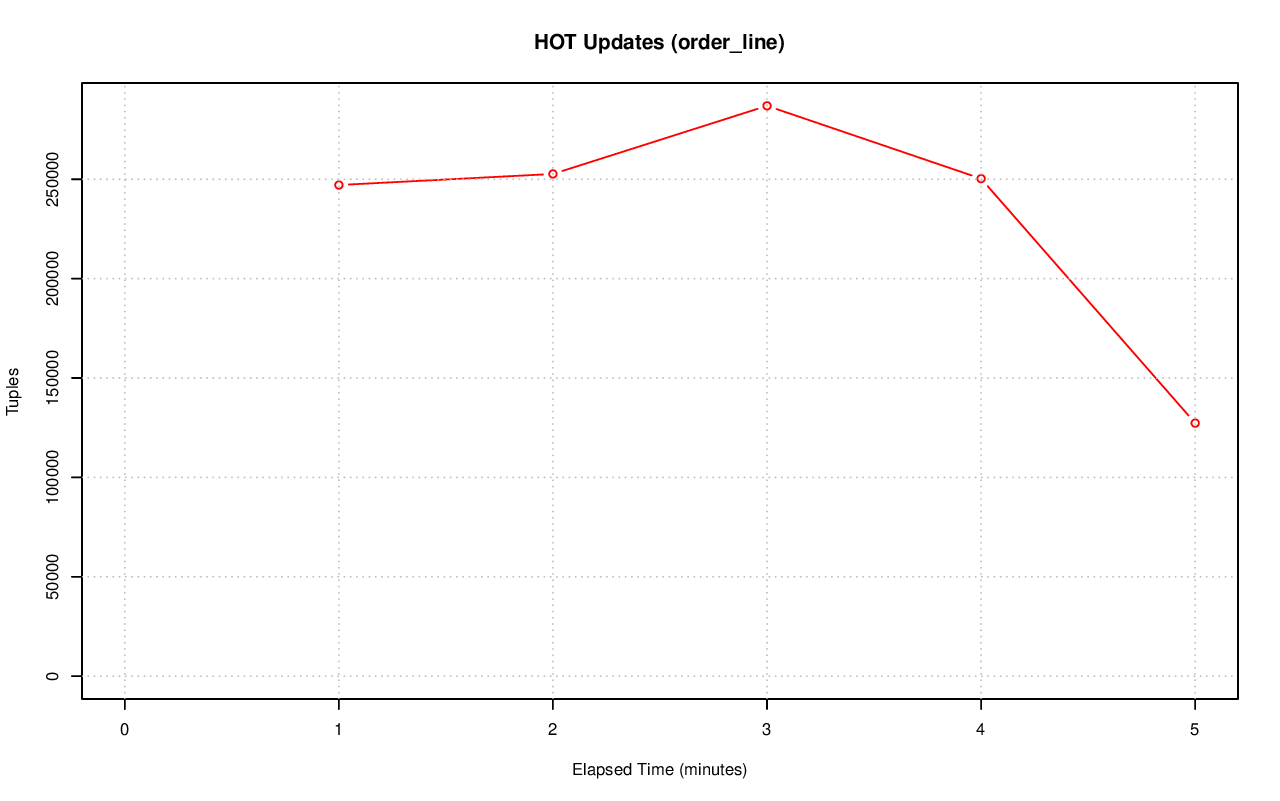 HOT Updates (order_line)
Tuples
250000
200000
150000
100000
50000
0
0 1 2 3 4 5
Elapsed Time (minutes)